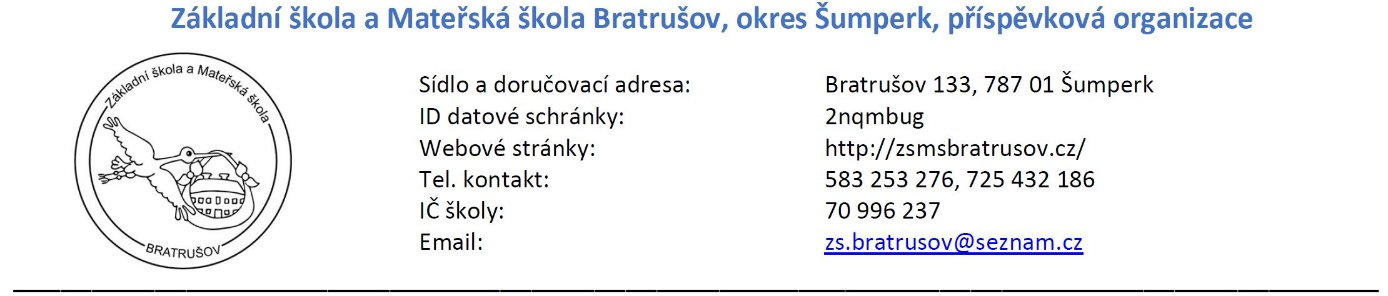 Základní škola a Mateřská škola Bratrušov, okres Šumperk, příspěvková organizace
Základní škola a Mateřská škola
BRATRUŠOV
Sídlo a doručovací adresa: Bratrušov 133, 787 01 Šumperk
ID datové schránky: 2nqmbug
Webové stránky: http://zsmsbratrusov.cz/
Tel. kontakt: 583 253 276, 725 432 186
IČ školy: 70 996 237
Email: zs.bratrusov@seznam.cz